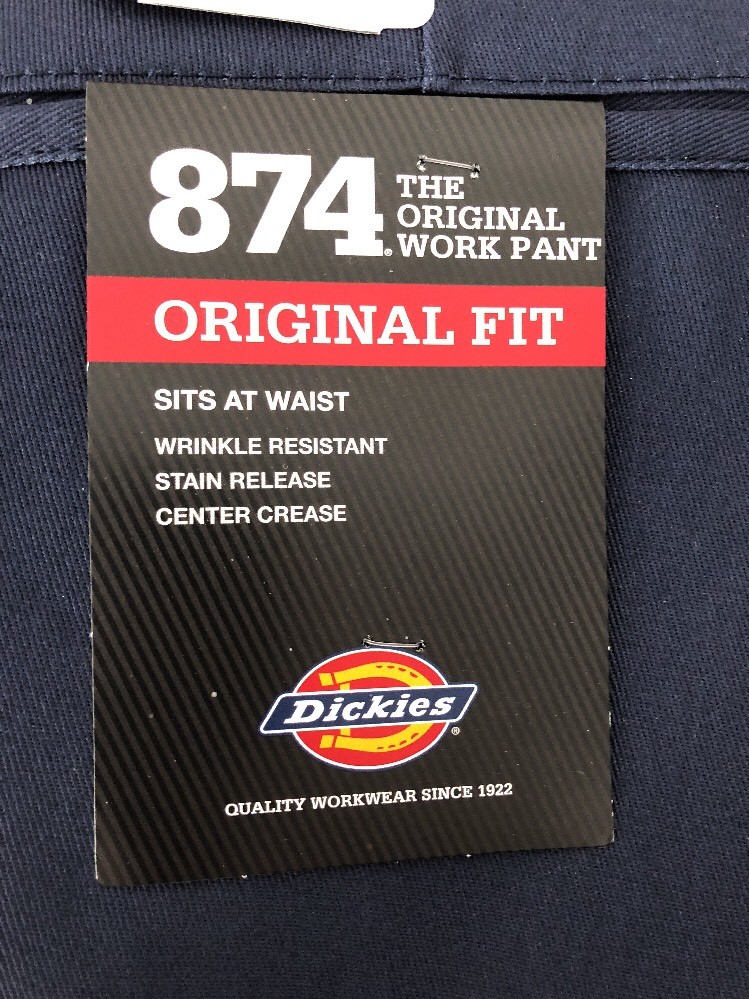 874® THE
ORIGINAL
WORK PANT
ORIGINAL FIT
SITS AT WAIST
WRINKLE RESISTANT
STAIN RELEASE
CENTER CREASE
Dickies®
QUALITY WORKWEAR SINCE 1922